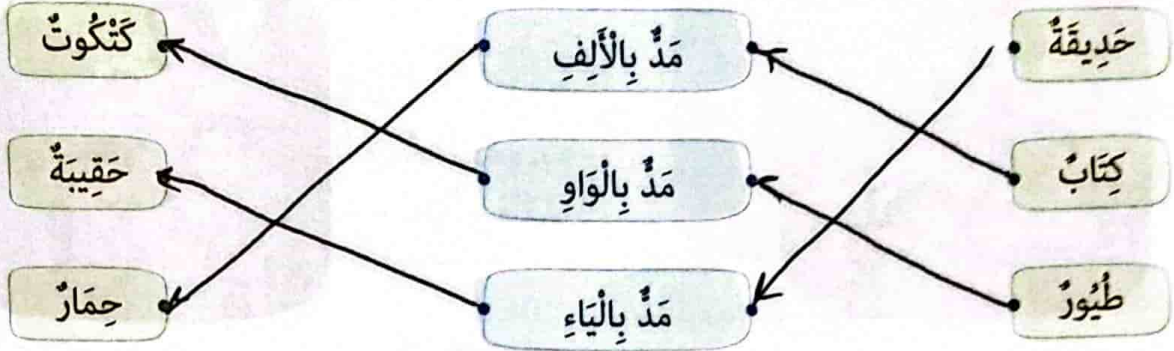 حَدِيقَةٌ
مَدٌّ بِالْأَلِفِ
كَتْكُوتٌ
كِتَابٌ
مَدٌّ بِالْوَاوِ
حَقِيبَةٌ
طُيُورٌ
مَدٌّ بِالْيَاءِ
حِمَارٌ